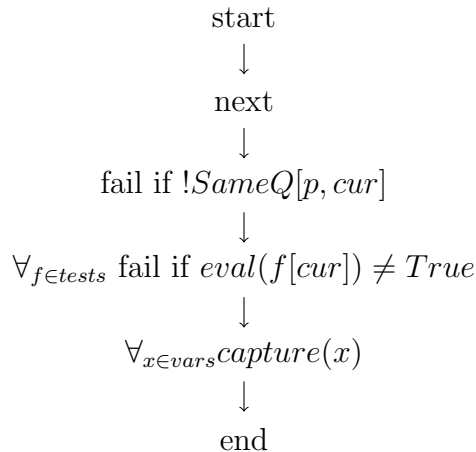 start
↓
next
↓
fail if !SameQ[p, cur]
↓
∀f∈tests fail if eval(f[cur]) ≠ True
↓
∀x∈vars capture(x)
↓
end